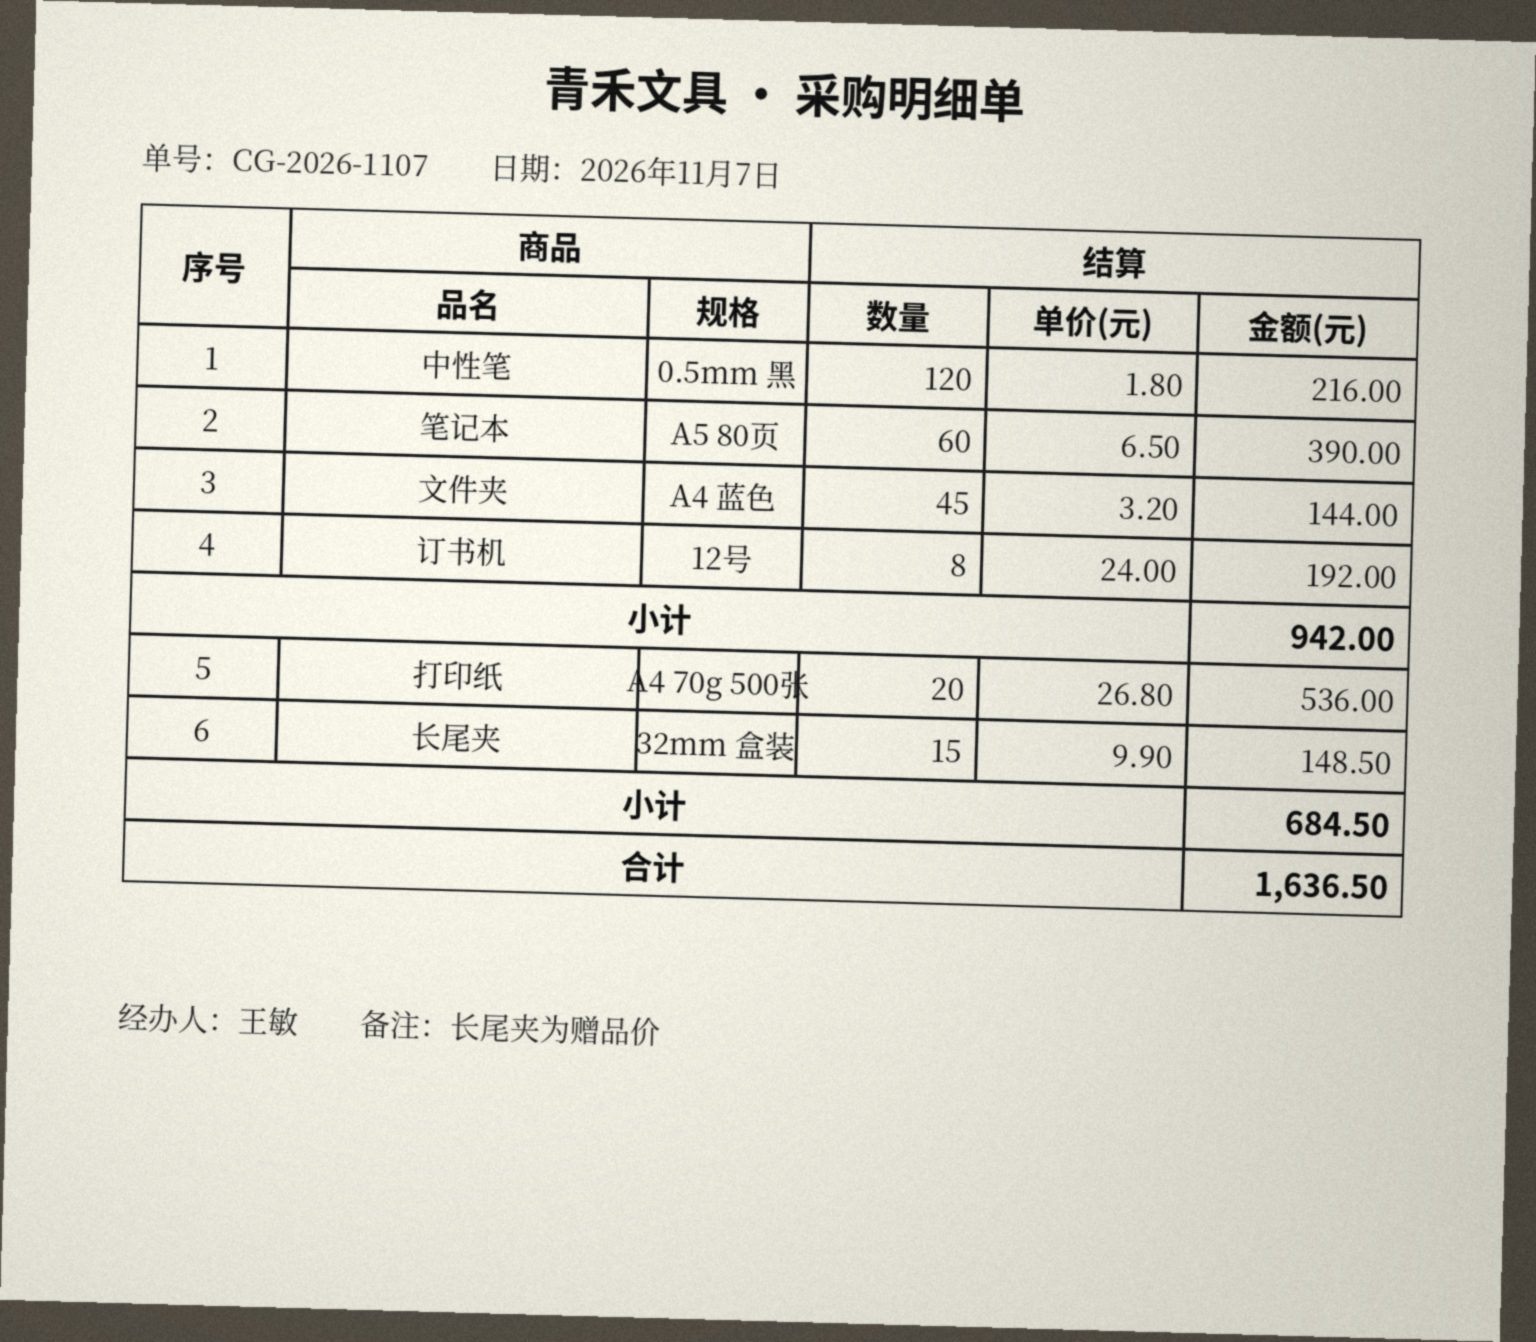 青禾文具 · 采购明细单
单号：CG-2026-1107 日期：2026年11月7日
序号 商品 结算
品名 规格 数量 单价(元) 金额(元)
1 中性笔 0.5mm 黑 120 1.80 216.00
2 笔记本 A5 80页 60 6.50 390.00
3 文件夹 A4 蓝色 45 3.20 144.00
4 订书机 12号 8 24.00 192.00
小计 942.00
5 打印纸 A4 70g 500张 20 26.80 536.00
6 长尾夹 32mm 盒装 15 9.90 148.50
小计 684.50
合计 1,636.50
经办人：王敏 备注：长尾夹为赠品价